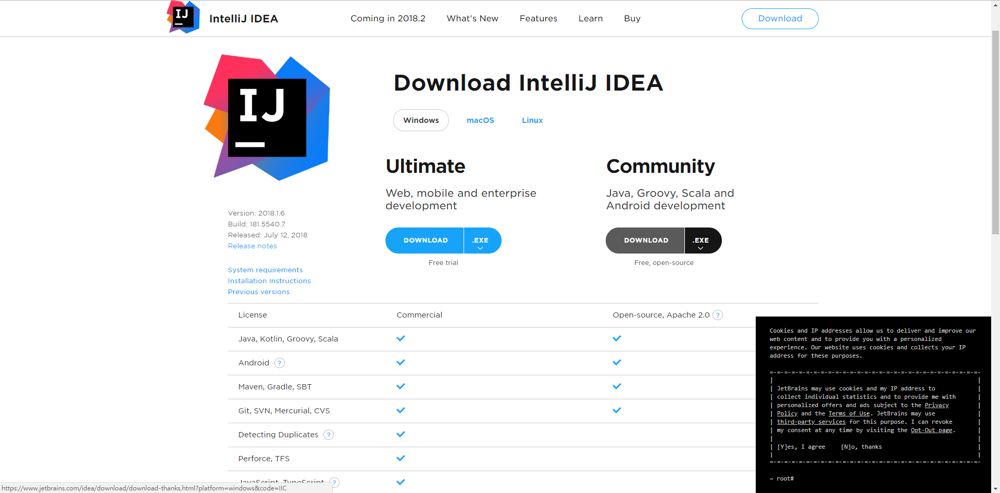 IJ
IntelliJ IDEA
Coming in 2018.2
What's New
Features
Learn
Buy
Download
IJ
Download IntelliJ IDEA
Windows
macOS
Linux
Ultimate
Web, mobile and enterprise
development
DOWNLOAD
.EXE
Free trial
Community
Java, Groovy, Scala and
Android development
DOWNLOAD
.EXE
Free, open-source
Version: 2018.1.6
Build: 181.5540.7
Released: July 12, 2018
Release notes
System requirements
Installation Instructions
Previous versions
License Commercial Open-source, Apache 2.0 ?
Java, Kotlin, Groovy, Scala
Android ?
Maven, Gradle, SBT
Git, SVN, Mercurial, CVS
Detecting Duplicates ?
Perforce, TFS
JavaScript, TypeScript ?
https://www.jetbrains.com/idea/download/download-thanks.html?platform=windows&code=IIC
Cookies and IP addresses allow us to deliver and improve our
web content and to provide you with a personalized
experience. Our website uses cookies and collects your IP
address for these purposes.
JetBrains may use cookies and my IP address to
collect individual statistics and to provide me with
personalized offers and ads subject to the Privacy
Policy and the Terms of Use. JetBrains may use
third-party services for this purpose. I can revoke
my consent at any time by visiting the Opt-Out page.
[Y]es, I agree [N]o, thanks
~ root#